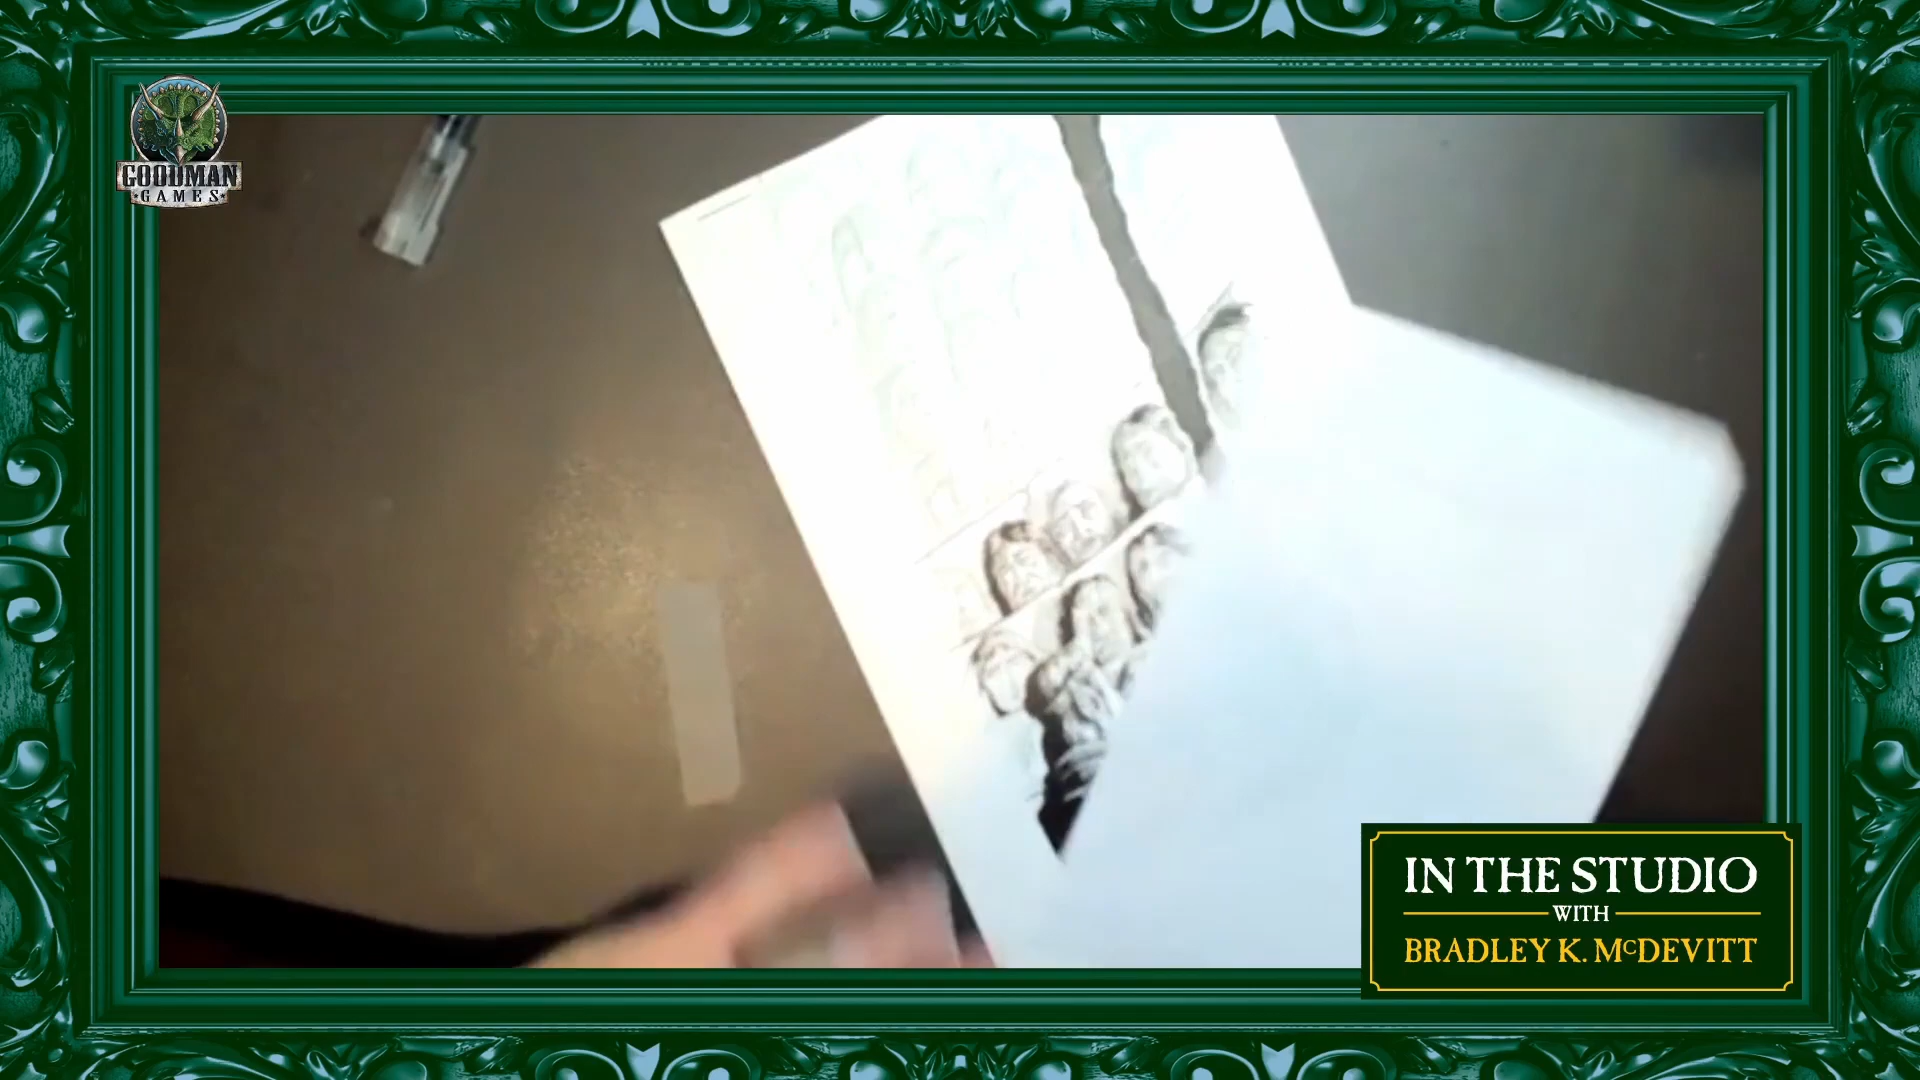 GOODMAN
GAMES
IN THE STUDIO
WITH
BRADLEY K. McDEVITT